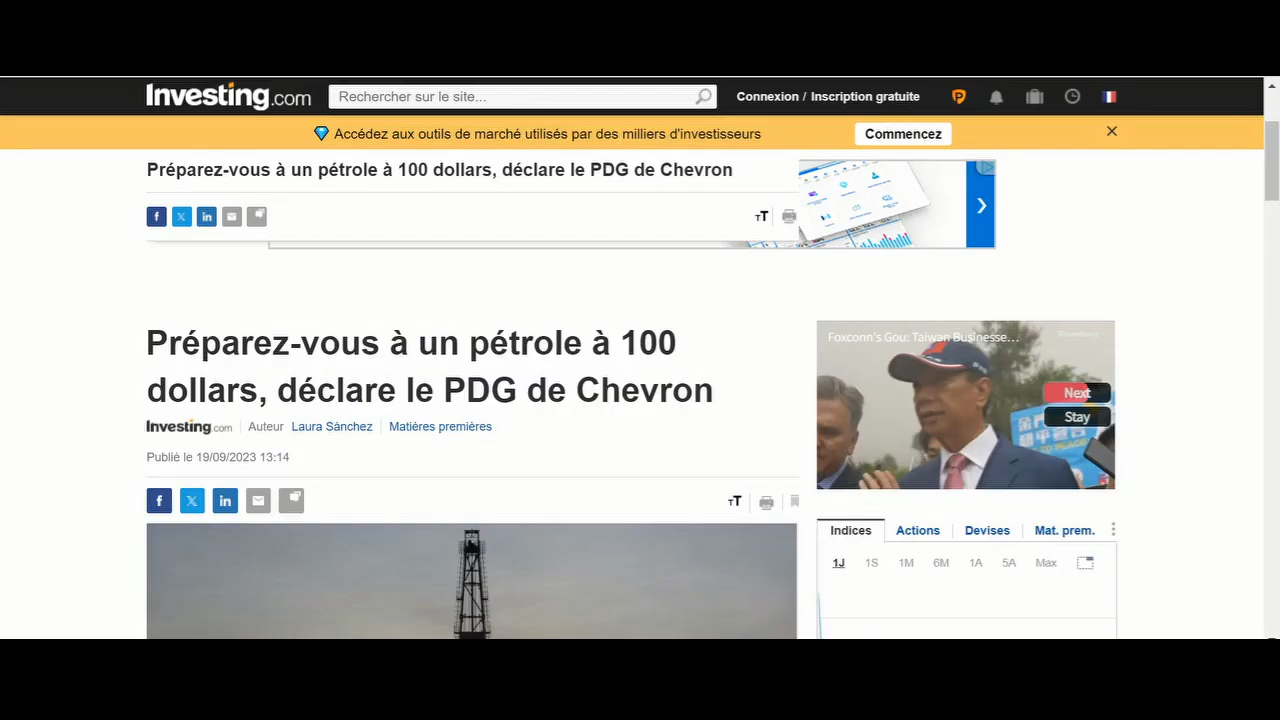 Investing.com
Rechercher sur le site...
Connexion / Inscription gratuite
Accédez aux outils de marché utilisés par des milliers d'investisseurs
Commencez
Préparez-vous à un pétrole à 100 dollars, déclare le PDG de Chevron
Préparez-vous à un pétrole à 100
dollars, déclare le PDG de Chevron
Investing.com Auteur Laura Sánchez Matières premières
Publié le 19/09/2023 13:14
Foxconn's Gou: Taiwan Businesse...
Next
Stay
Indices Actions Devises Mat. prem.
1J 1S 1M 6M 1A 5A Max